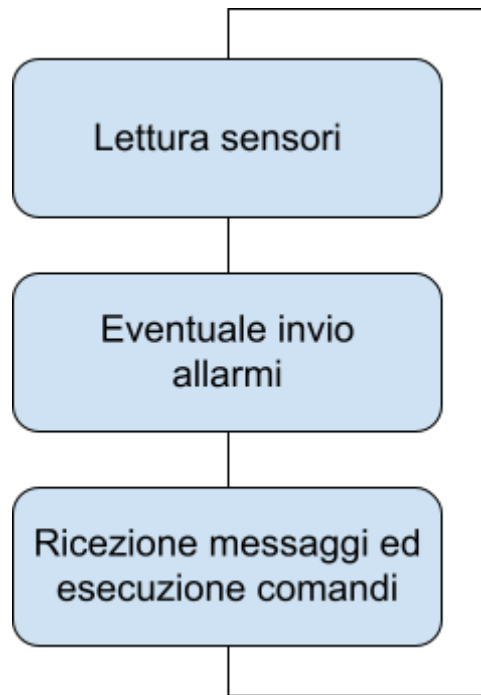 Lettura sensori
Eventuale invio
allarmi
Ricezione messaggi ed
esecuzione comandi